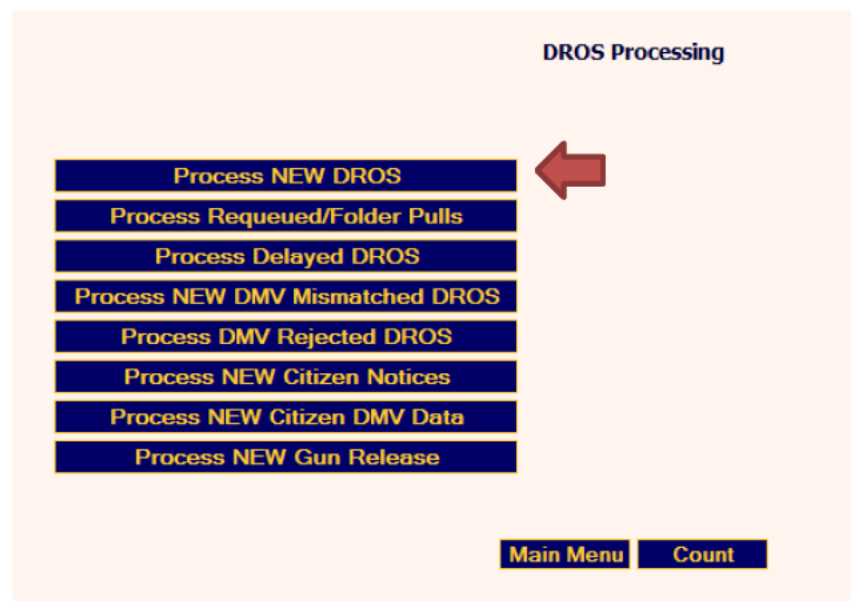 DROS Processing
Process NEW DROS
Process Requeued/Folder Pulls
Process Delayed DROS
Process NEW DMV Mismatched DROS
Process DMV Rejected DROS
Process NEW Citizen Notices
Process NEW Citizen DMV Data
Process NEW Gun Release
Main Menu Count